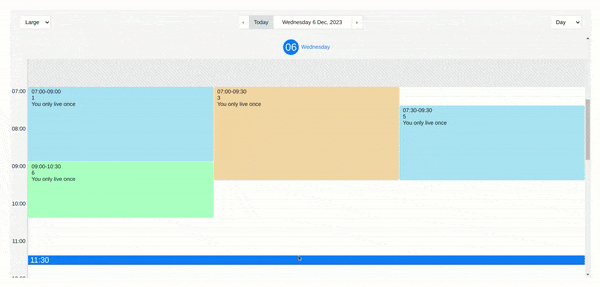 Large
‹ Today Wednesday 6 Dec, 2023 ›
Day
06 Wednesday
07:00
08:00
09:00
10:00
11:00
07:00-09:00
1
You only live once
07:00-09:30
3
You only live once
07:30-09:30
5
You only live once
09:00-10:30
6
You only live once
11:30